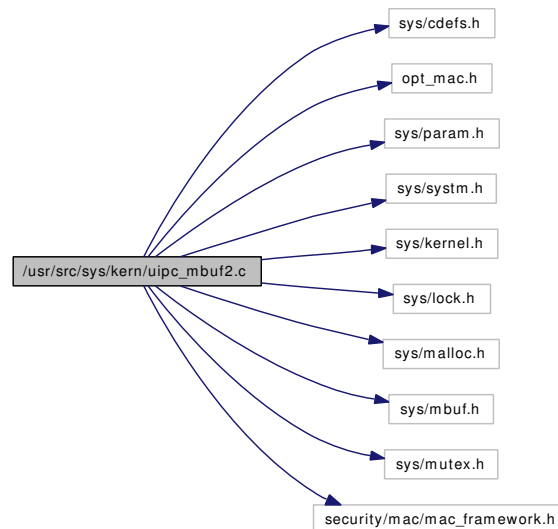 sys/cdefs.h
opt_mac.h
sys/param.h
sys/systm.h
/usr/src/sys/kern/uipc_mbuf2.c
sys/kernel.h
sys/lock.h
sys/malloc.h
sys/mbuf.h
sys/mutex.h
security/mac/mac_framework.h